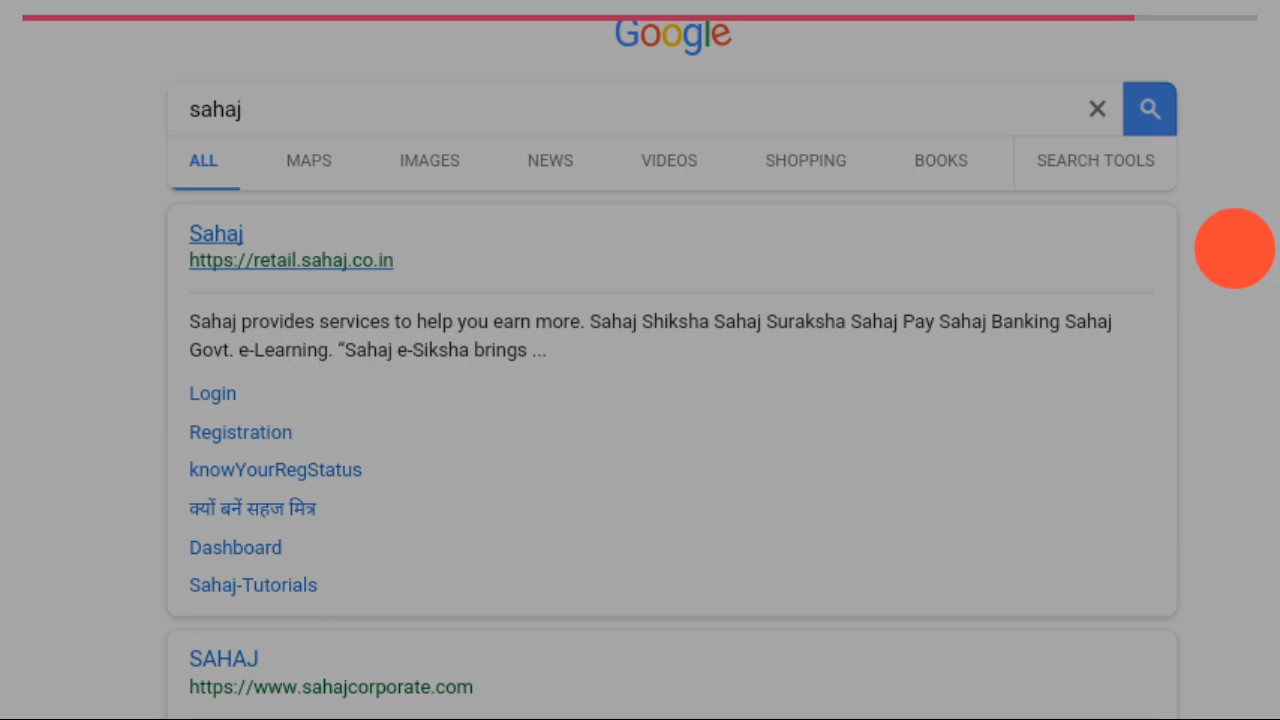 Google
sahaj
ALL MAPS IMAGES NEWS VIDEOS SHOPPING BOOKS SEARCH TOOLS
Sahaj
https://retail.sahaj.co.in
Sahaj provides services to help you earn more. Sahaj Shiksha Sahaj Suraksha Sahaj Pay Sahaj Banking Sahaj
Govt. e-Learning. “Sahaj e-Siksha brings ...
Login
Registration
knowYourRegStatus
क्यों बनें सहज मित्र
Dashboard
Sahaj-Tutorials
SAHAJ
https://www.sahajcorporate.com